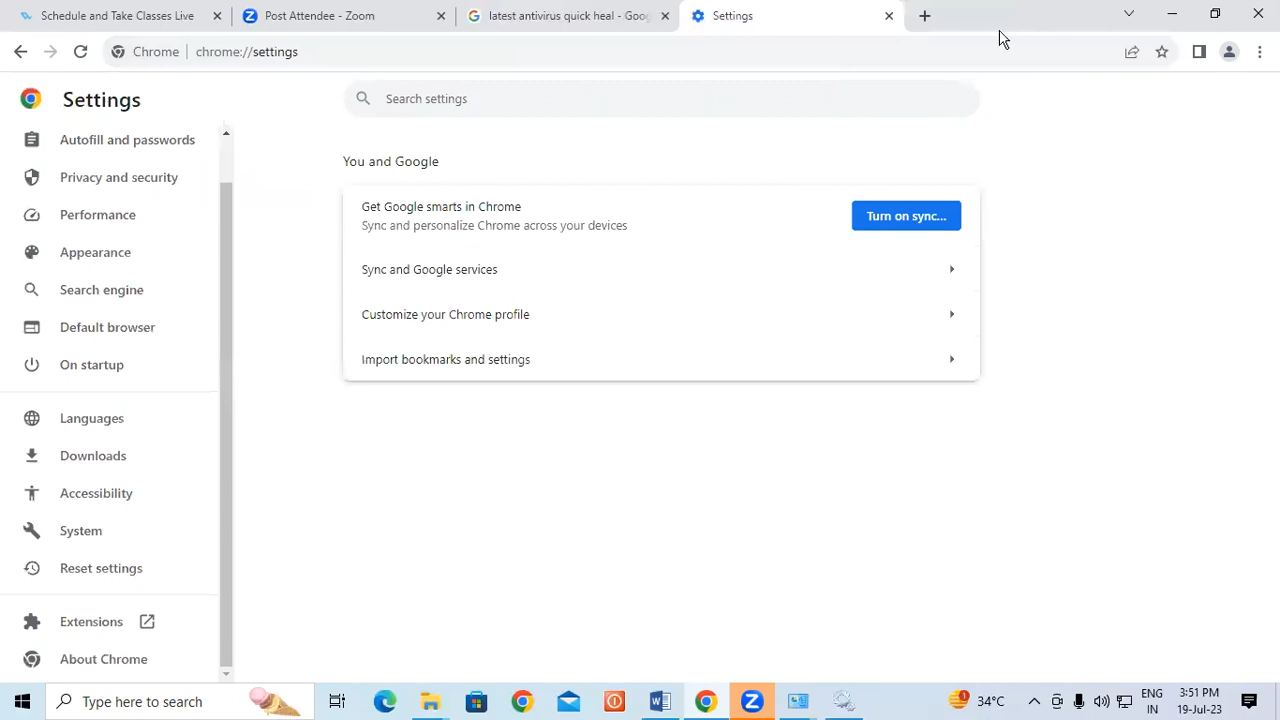 Schedule and Take Classes Live
Post Attendee - Zoom
latest antivirus quick heal - Goo
Settings
Chrome
chrome://settings
Settings
Search settings
Autofill and passwords
Privacy and security
Performance
Appearance
Search engine
Default browser
On startup
Languages
Downloads
Accessibility
System
Reset settings
Extensions
About Chrome
You and Google
Get Google smarts in Chrome
Sync and personalize Chrome across your devices
Turn on sync...
Sync and Google services
Customize your Chrome profile
Import bookmarks and settings
Type here to search
1
34°C
ENG
IN
3:51 PM
19-Jul-23